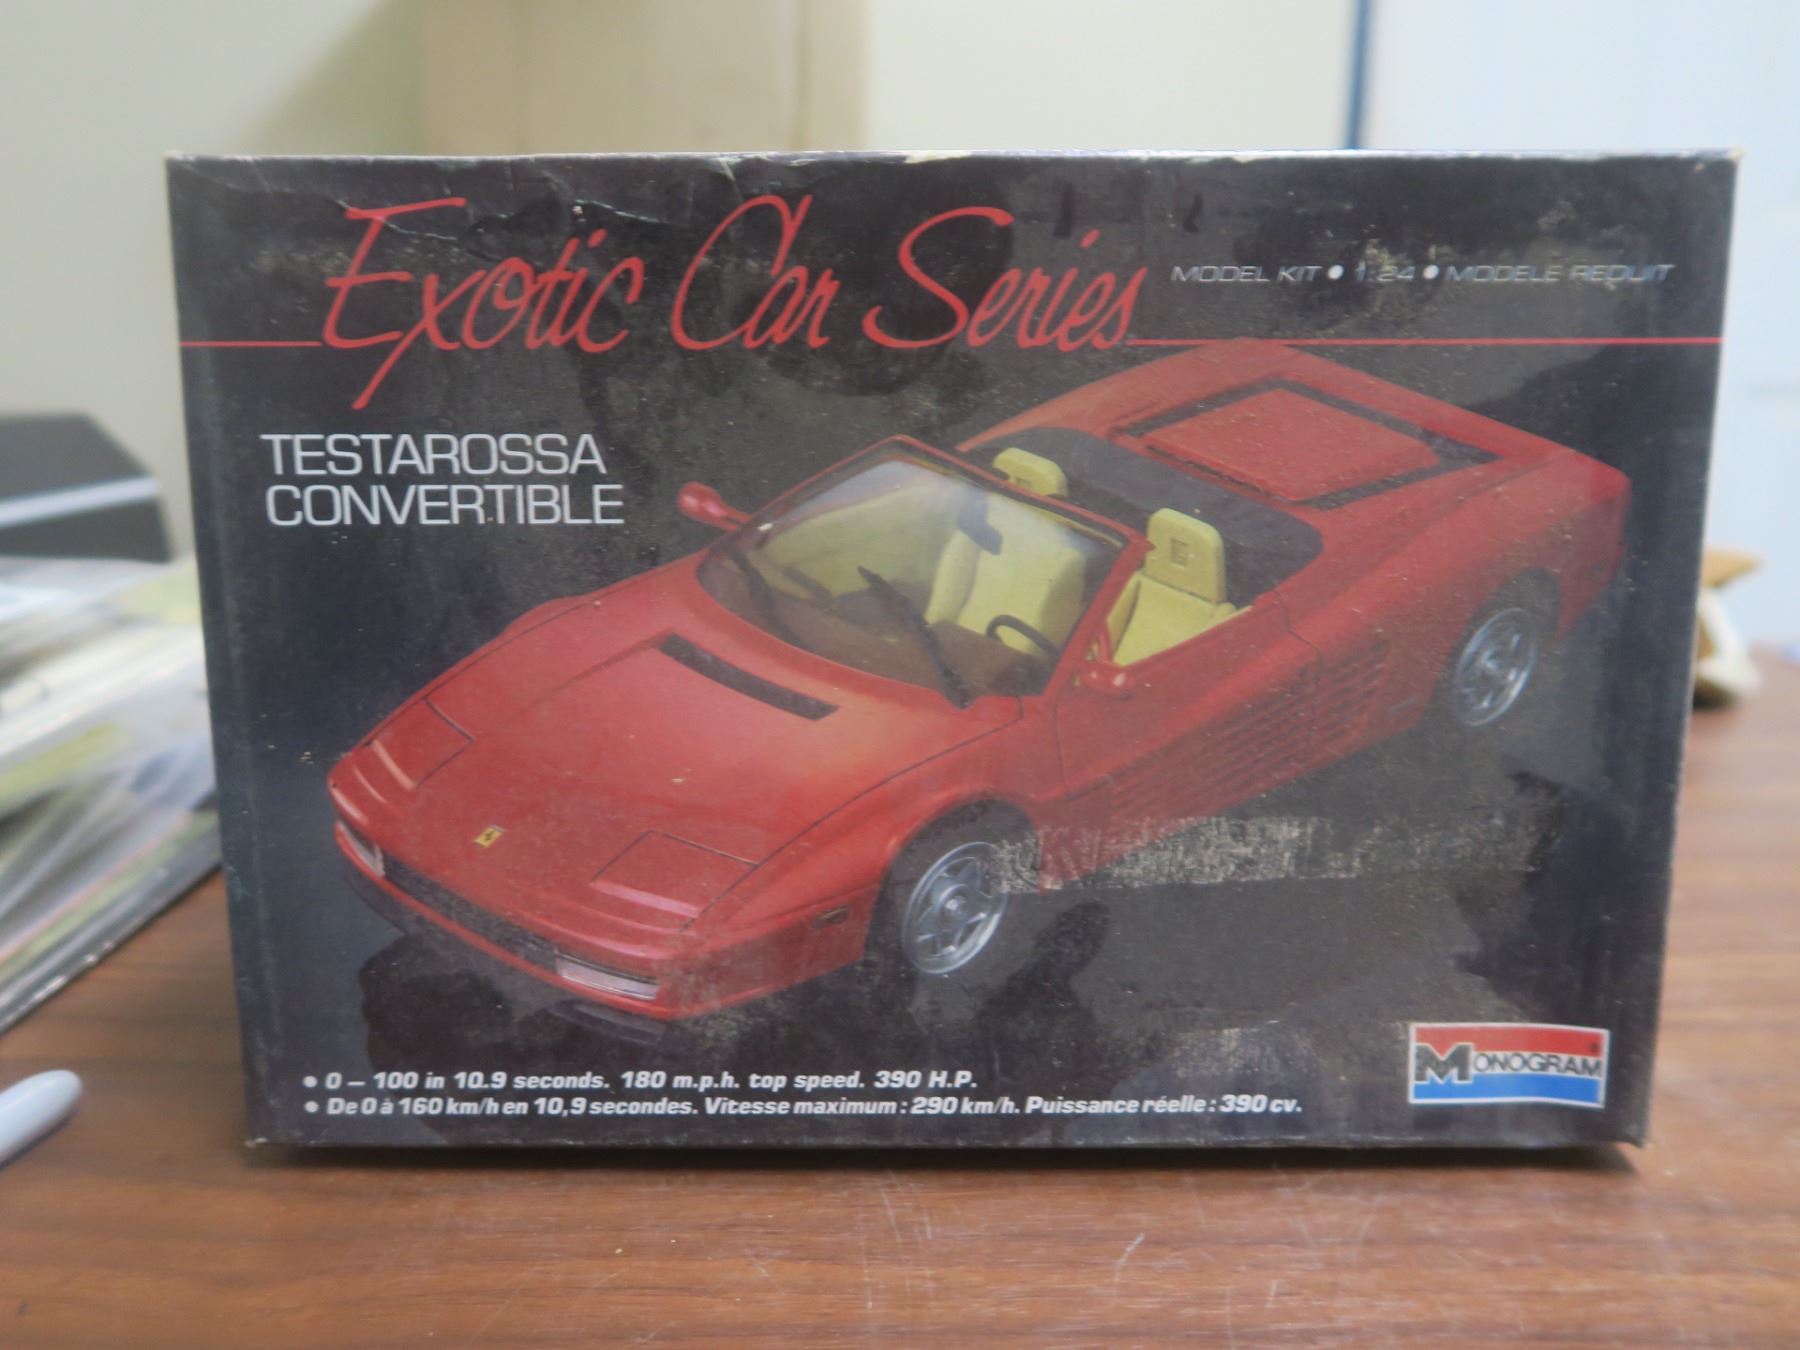 Exotic Car Series
MODEL KIT • 1:24 • MODELE REDUIT
TESTAROSSA
CONVERTIBLE
• 0 – 100 in 10.9 seconds. 180 m.p.h. top speed. 390 H.P.
• De 0 à 160 km/h en 10,9 secondes. Vitesse maximum : 290 km/h. Puissance réelle : 390 cv.
MONOGRAM®